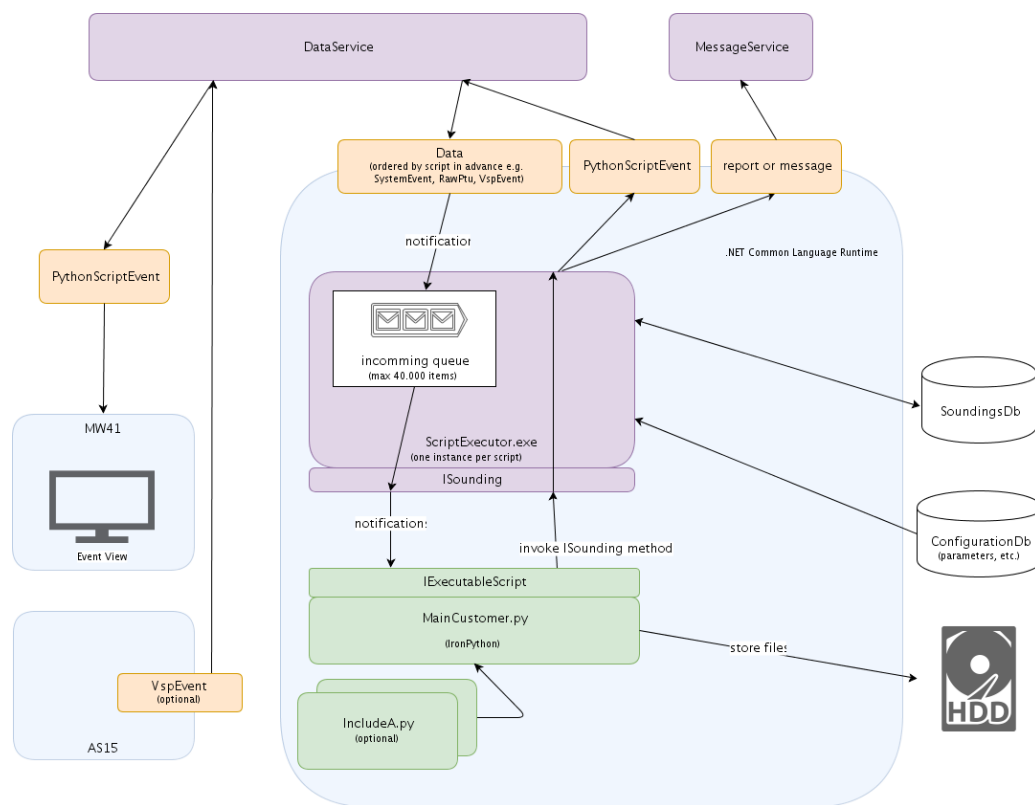 DataService
MessageService
Data
(ordered by script in advance e.g.
SystemEvent, RawPtu, VspEvent)
PythonScriptEvent
report or message
notification
.NET Common Language Runtime
PythonScriptEvent
incomming queue
(max 40.000 items)
SoundingsDb
MW41
Event View
ScriptExecutor.exe
(one instance per script)
ISounding
notifications
invoke ISounding method
ConfigurationDb
(parameters, etc.)
IExecutableScript
MainCustomer.py
(IronPython)
store files
VspEvent
(optional)
AS15
IncludeA.py
(optional)
HDD